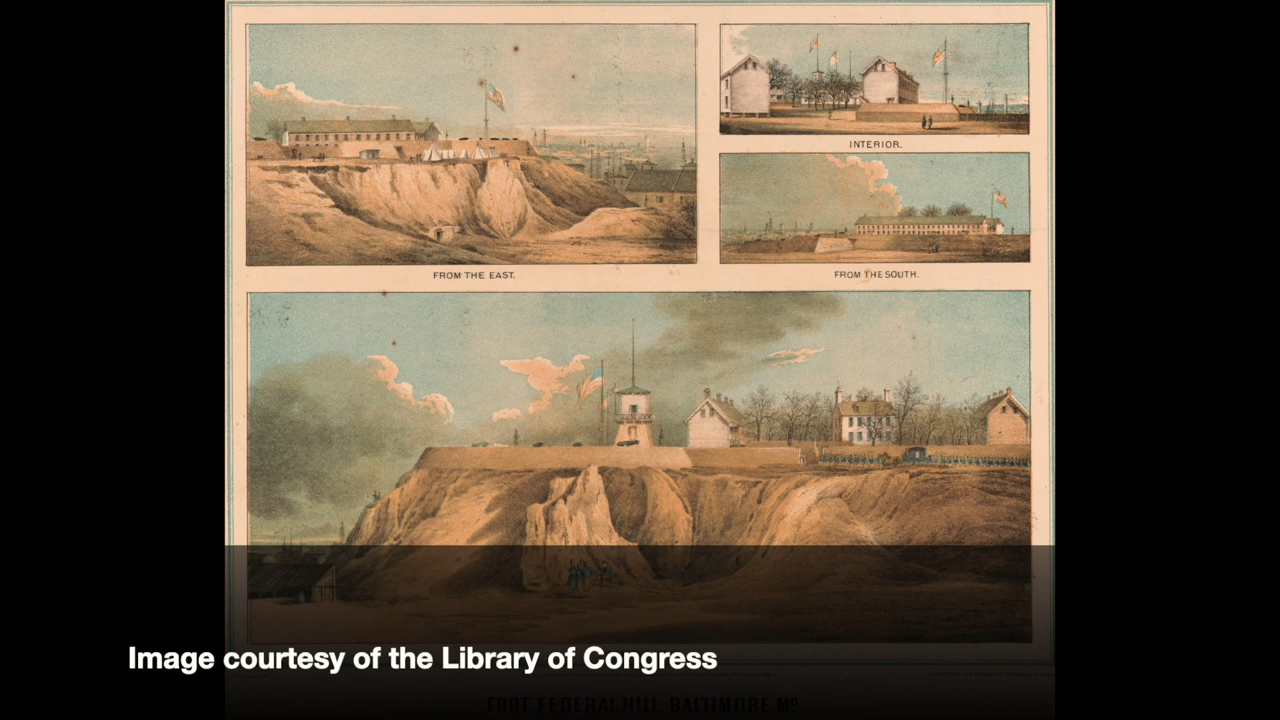 INTERIOR.
FROM THE EAST.
FROM THE SOUTH.
Image courtesy of the Library of Congress
FORT FEDERAL HILL, BALTIMORE Md